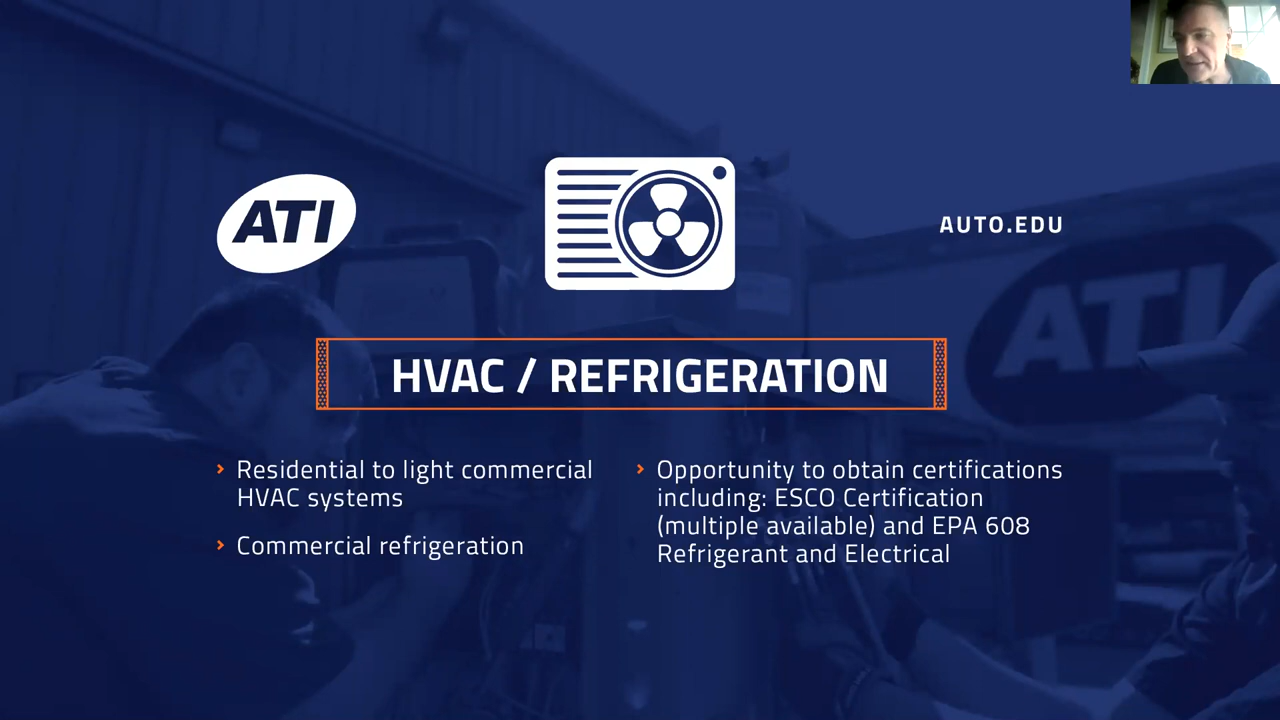 ATI
AUTO.EDU
ATI
HVAC / REFRIGERATION
Residential to light commercial
HVAC systems
Commercial refrigeration
Opportunity to obtain certifications
including: ESCO Certification
(multiple available) and EPA 608
Refrigerant and Electrical